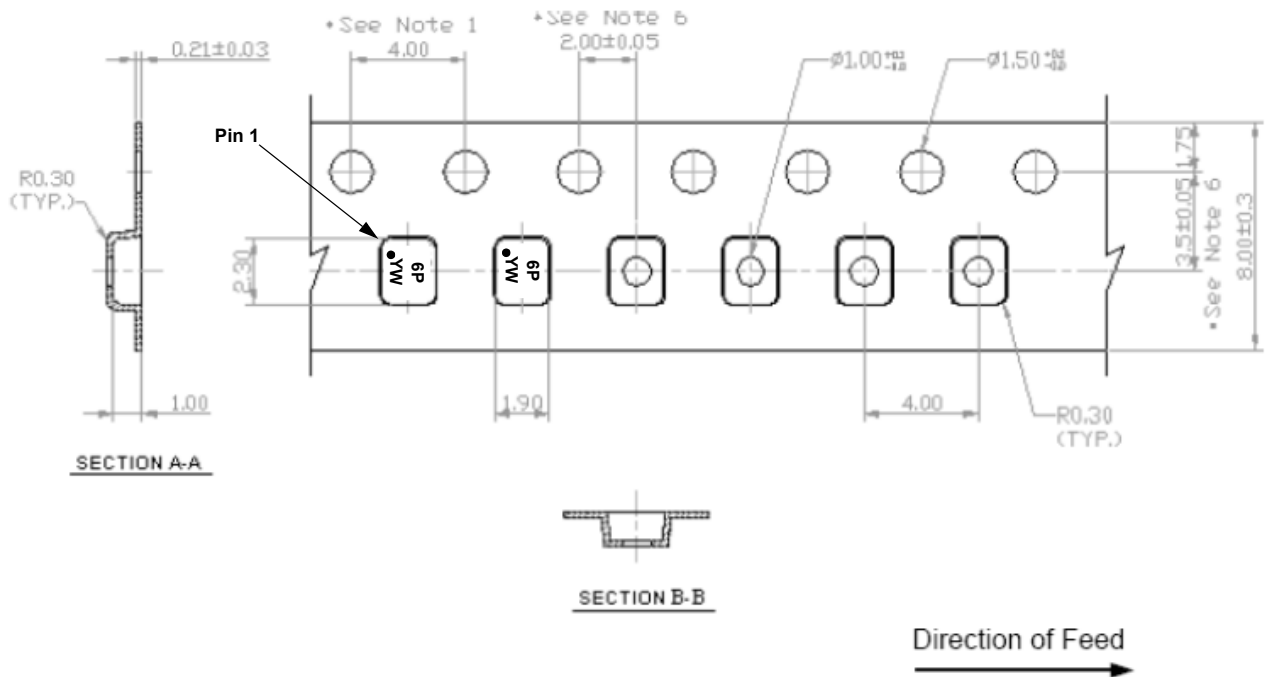 *See Note 1
*See Note 6
0.21±0.03
4.00
2.00±0.05
Ø1.00
Ø1.50
Pin 1
1.75
R0.30
(TYP.)
3.5±0.05
*See Note 6
8.00±0.3
2.30
YW
6P
YW
6P
1.00
1.90
4.00
R0.30
(TYP.)
SECTION A-A
SECTION B-B
Direction of Feed